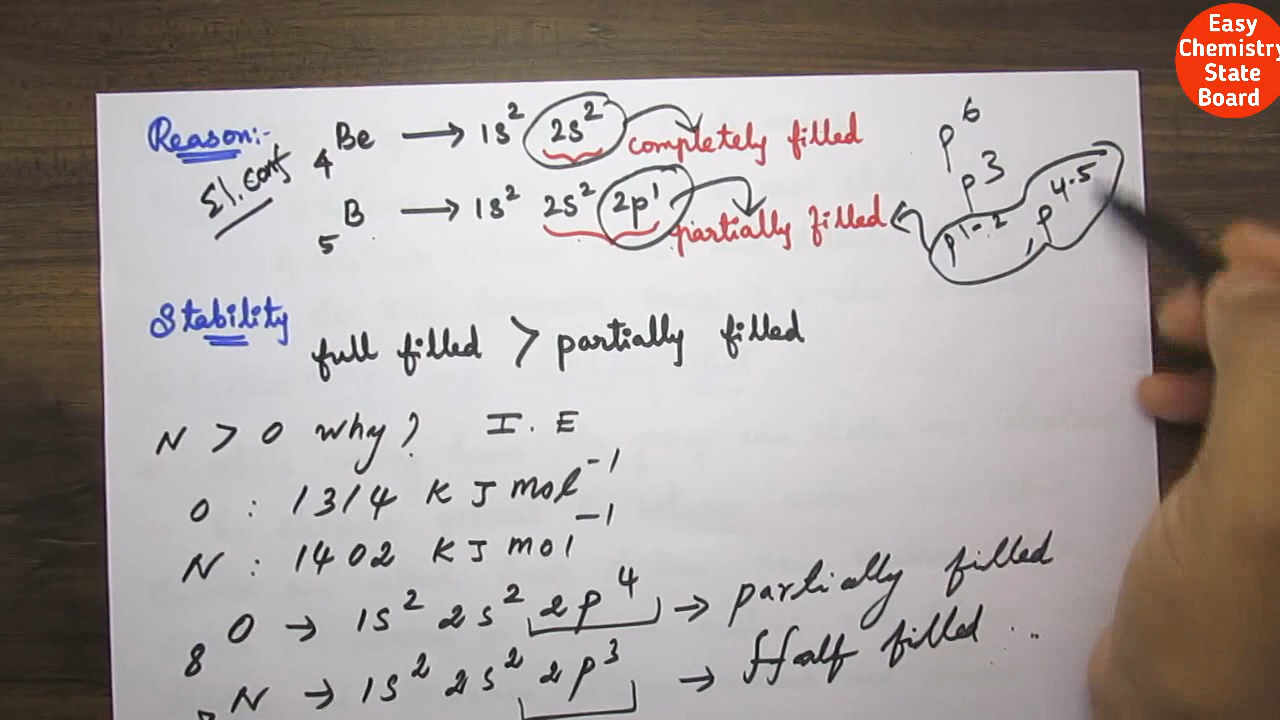 Easy
Chemistry
State
Board
Reason:-
El. conf
4Be → 1s² 2s² completely filled
5B → 1s² 2s² 2p¹ partially filled
p⁶
p³
p¹⁻², p⁴·⁵
Stability
full filled > partially filled
N > O why? I.E
O : 1314 KJ mol⁻¹
N : 1402 KJ mol⁻¹
8O → 1s² 2s² 2p⁴ → partially filled
N → 1s² 2s² 2p³ → Half filled ..